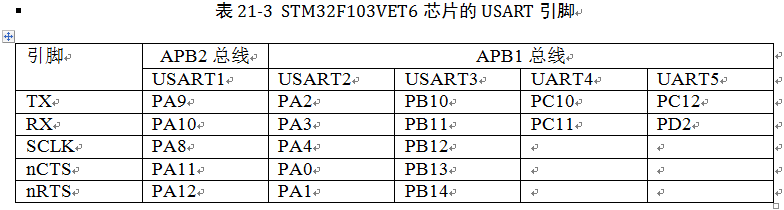 表 21-3 STM32F103VET6 芯片的 USART 引脚
引脚 APB2 总线 APB1 总线
USART1 USART2 USART3 UART4 UART5
TX PA9 PA2 PB10 PC10 PC12
RX PA10 PA3 PB11 PC11 PD2
SCLK PA8 PA4 PB12
nCTS PA11 PA0 PB13
nRTS PA12 PA1 PB14